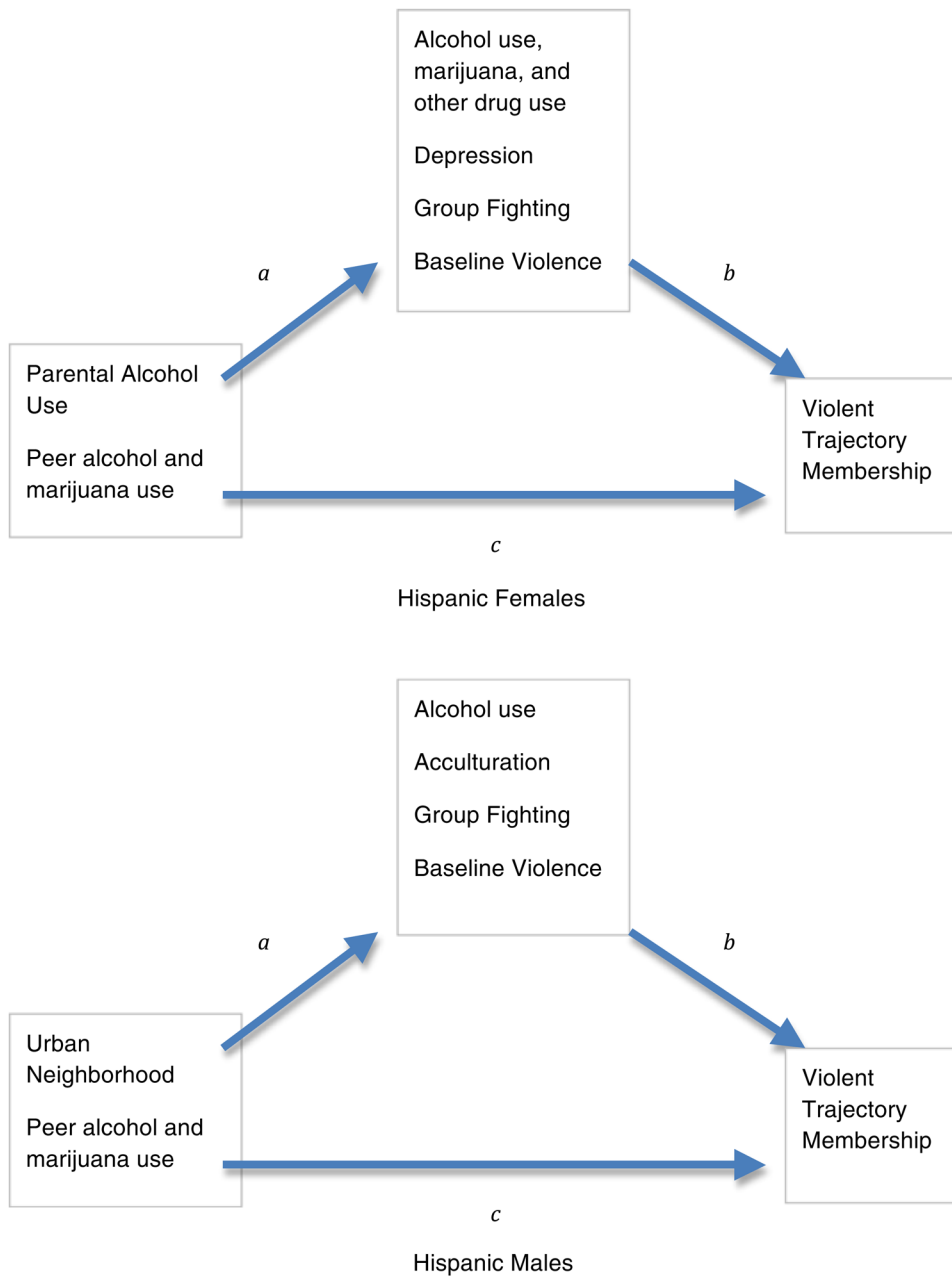 Alcohol use,
marijuana, and
other drug use
Depression
Group Fighting
Baseline Violence
a
b
Parental Alcohol
Use
Peer alcohol and
marijuana use
Violent
Trajectory
Membership
c
Hispanic Females
Alcohol use
Acculturation
Group Fighting
Baseline Violence
a
b
Urban
Neighborhood
Peer alcohol and
marijuana use
Violent
Trajectory
Membership
c
Hispanic Males